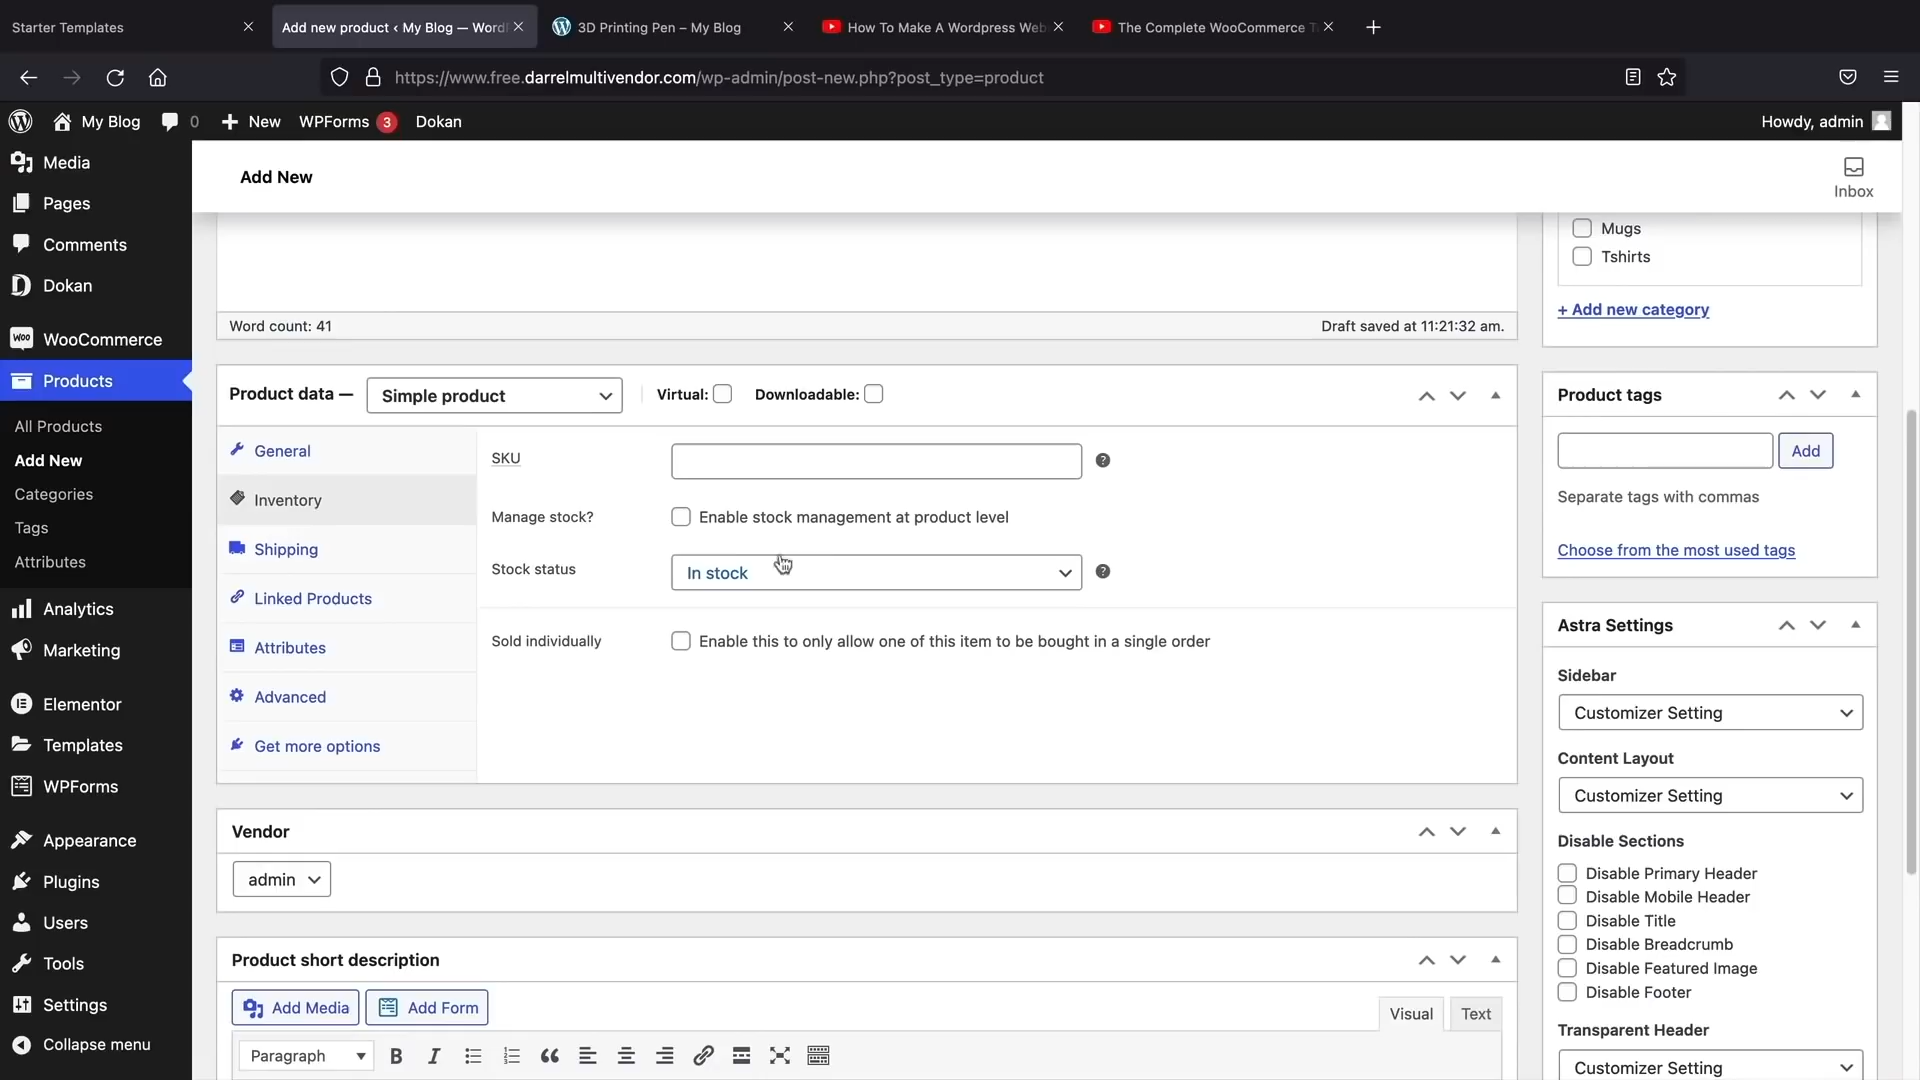 Starter Templates
Add new product ‹ My Blog — Word
3D Printing Pen – My Blog
How To Make A Wordpress Web
The Complete WooCommerce T
https://www.free.darrelmultivendor.com/wp-admin/post-new.php?post_type=product
My Blog
0
New
WPForms 3
Dokan
Howdy, admin
Media
Pages
Comments
Dokan
WooCommerce
Products
All Products
Add New
Categories
Tags
Attributes
Analytics
Marketing
Elementor
Templates
WPForms
Appearance
Plugins
Users
Tools
Settings
Collapse menu
Add New
Inbox
Word count: 41
Draft saved at 11:21:32 am.
Product data —
Simple product
Virtual:
Downloadable:
General
Inventory
Shipping
Linked Products
Attributes
Advanced
Get more options
SKU
Manage stock?
Enable stock management at product level
Stock status
In stock
Sold individually
Enable this to only allow one of this item to be bought in a single order
Vendor
admin
Product short description
Add Media
Add Form
Visual
Text
Paragraph
Mugs
Tshirts
+ Add new category
Product tags
Add
Separate tags with commas
Choose from the most used tags
Astra Settings
Sidebar
Customizer Setting
Content Layout
Customizer Setting
Disable Sections
Disable Primary Header
Disable Mobile Header
Disable Title
Disable Breadcrumb
Disable Featured Image
Disable Footer
Transparent Header
Customizer Setting